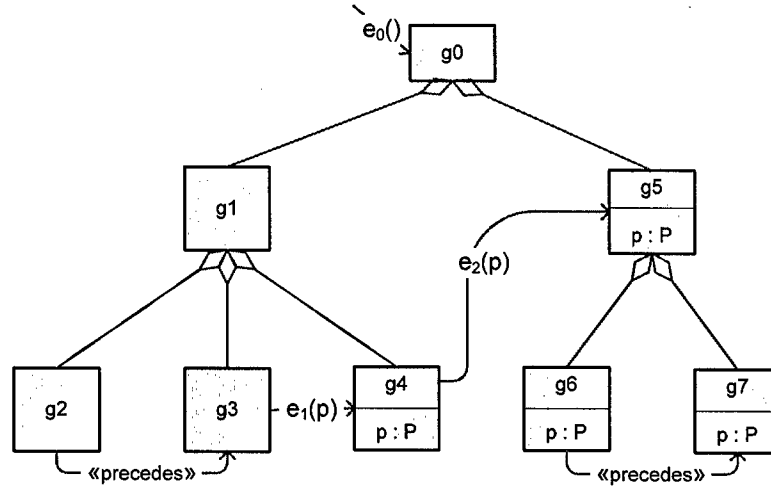 e0()
g0
g1
g5
p : P
e2(p)
g2
g3
e1(p)
g4
p : P
g6
p : P
g7
p : P
«precedes»
«precedes»